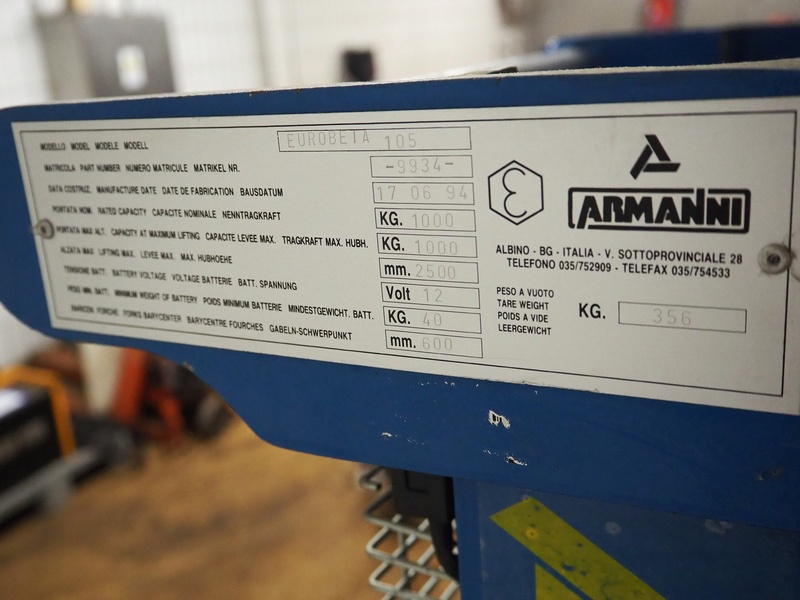 MODELLO MODEL MODELE MODELL EUROBETA 105
MATRICOLA PART NUMBER NUMERO MATRICULE MATRIKEL NR. -9934-
DATA COSTRUZ. MANUFACTURE DATE DATE DE FABRICATION BAUSDATUM 17 06 94
PORTATA NOM. RATED CAPACITY CAPACITE NOMINALE NENNTRAGKRAFT KG. 1000
PORTATA MAX ALT. CAPACITY AT MAXIMUM LIFTING CAPACITE LEVEE MAX. TRAGKRAFT MAX. HUBH. KG. 1000
ALZATA MAX. LIFTING MAX. LEVEE MAX. MAX. HUBHOEHE mm. 2500
TENSIONE BATT. BATTERY VOLTAGE VOLTAGE BATTERIE BATT. SPANNUNG Volt 12
PESO MIN. BATT. MINIMUM WEIGHT OF BATTERY POIDS MINIMUM BATTERIE MINDESTGEWICHT. BATT. KG. 40
BARICEN. FORCHE. FORKS BARYCENTER BARYCENTRE FOURCHES GABELN-SCHWERPUNKT mm. 600
ARMANNI
ALBINO - BG - ITALIA - V. SOTTOPROVINCIALE 28
TELEFONO 035/752909 - TELEFAX 035/754533
PESO A VUOTO
TARE WEIGHT
POIDS A VIDE
LEERGEWICHT
KG. 356